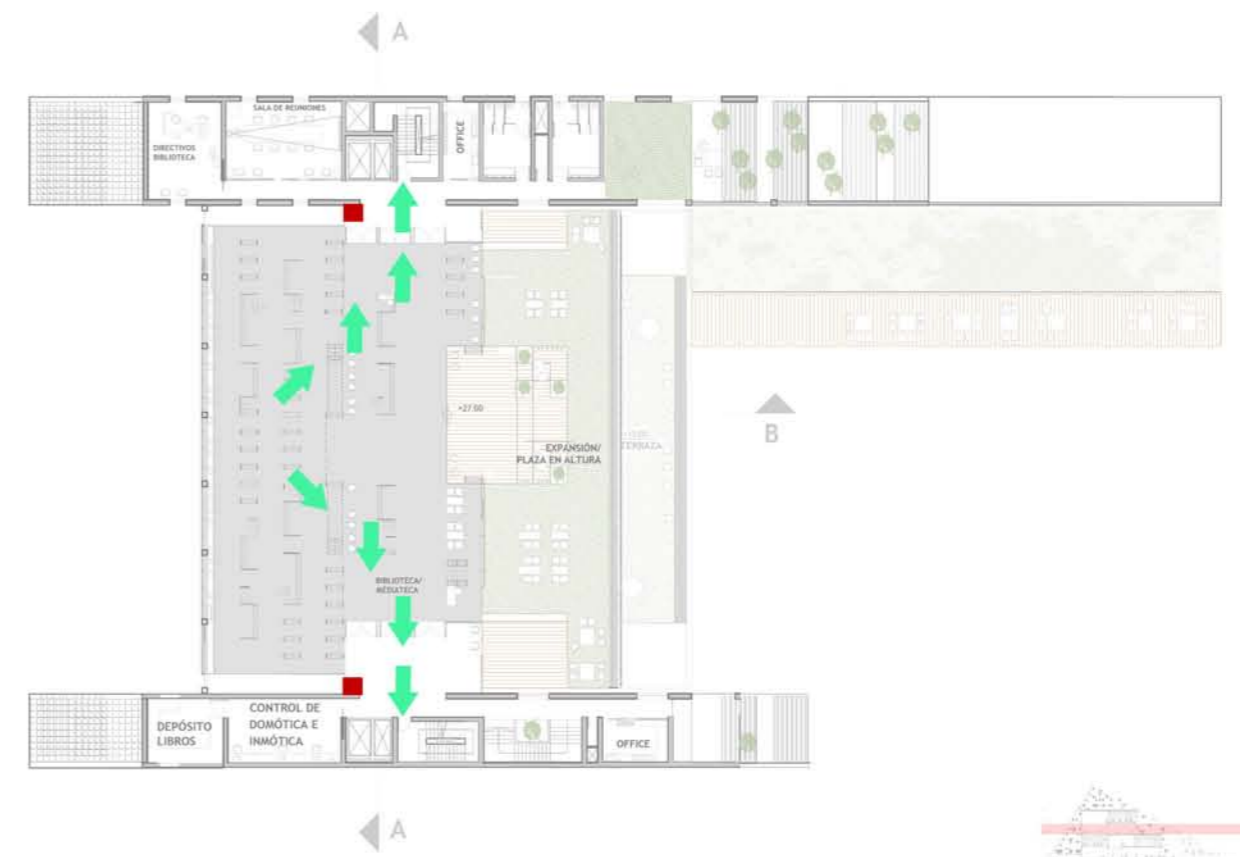 A
SALA DE REUNIONES
DIRECTIVOS
BIBLIOTECA
OFFICE
+27.00
EXPANSIÓN/
PLAZA EN ALTURA
TERRAZA
B
BIBLIOTECA/
MEDIATECA
DEPÓSITO
LIBROS
CONTROL DE
DOMÓTICA E
INMÓTICA
OFFICE
A